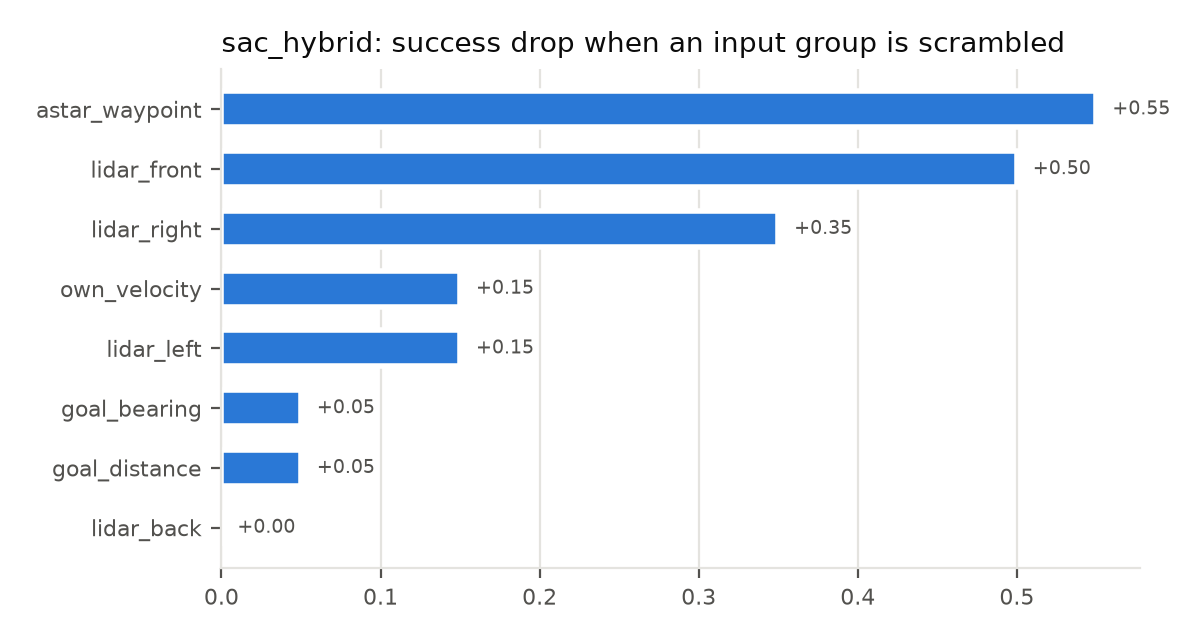 sac_hybrid: success drop when an input group is scrambled
astar_waypoint +0.55
lidar_front +0.50
lidar_right +0.35
own_velocity +0.15
lidar_left +0.15
goal_bearing +0.05
goal_distance +0.05
lidar_back +0.00
0.0 0.1 0.2 0.3 0.4 0.5